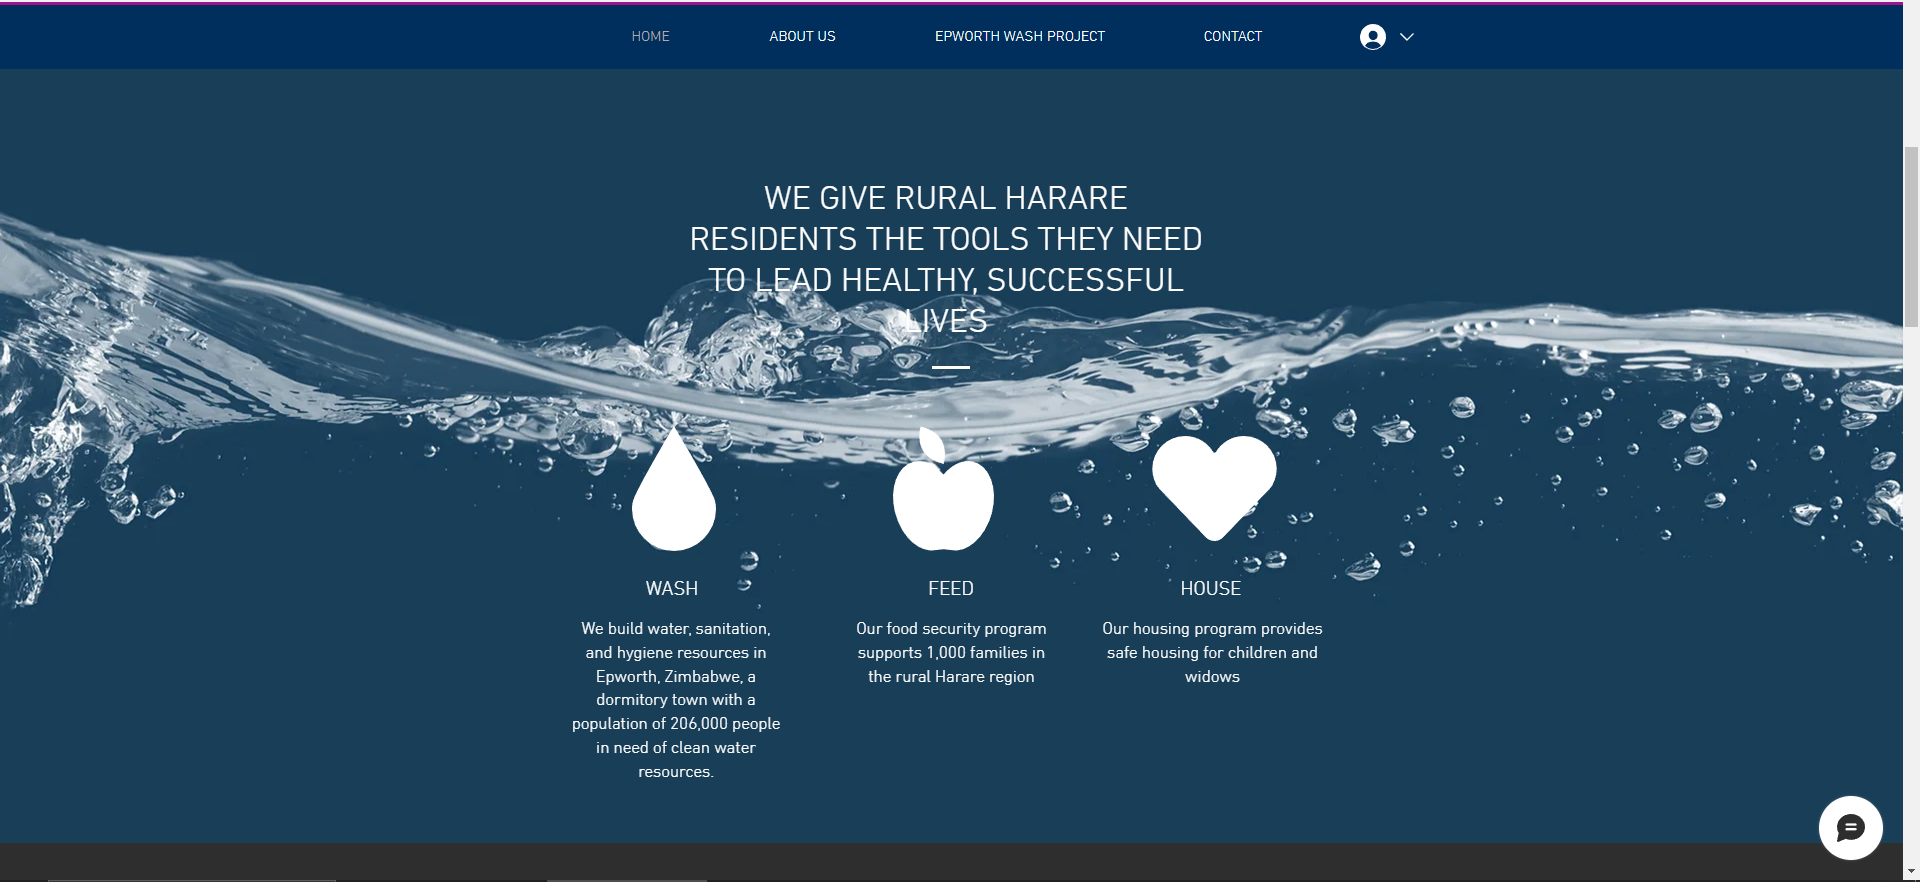 HOME
ABOUT US
EPWORTH WASH PROJECT
CONTACT
WE GIVE RURAL HARARE
RESIDENTS THE TOOLS THEY NEED
TO LEAD HEALTHY, SUCCESSFUL
LIVES
WASH
We build water, sanitation,
and hygiene resources in
Epworth, Zimbabwe, a
dormitory town with a
population of 206,000 people
in need of clean water
resources.
FEED
Our food security program
supports 1,000 families in
the rural Harare region
HOUSE
Our housing program provides
safe housing for children and
widows